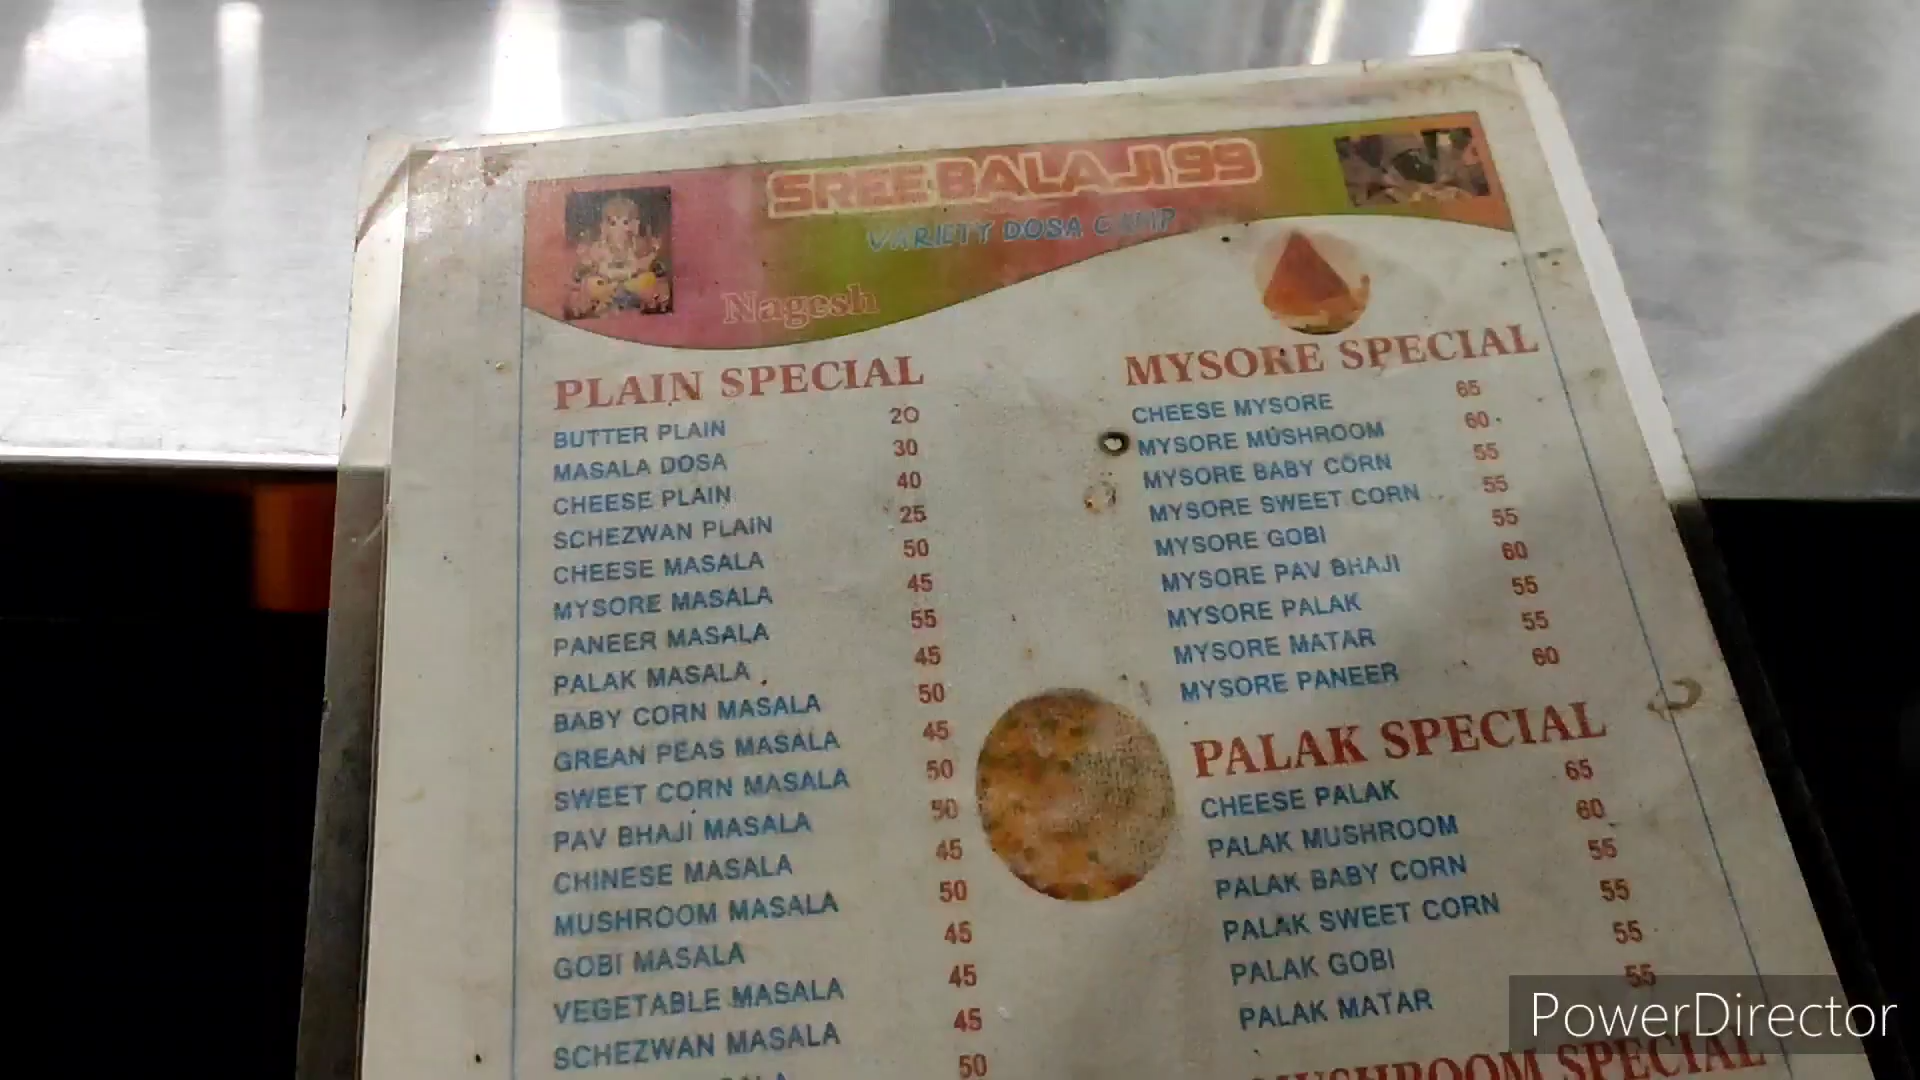 SREE BALAJI 99
VARIETY DOSA CAMP
Nagesh
PLAIN SPECIAL
BUTTER PLAIN 20
MASALA DOSA 30
CHEESE PLAIN 40
SCHEZWAN PLAIN 25
CHEESE MASALA 50
MYSORE MASALA 45
PANEER MASALA 55
PALAK MASALA 45
BABY CORN MASALA 50
GREAN PEAS MASALA 45
SWEET CORN MASALA 50
PAV BHAJI MASALA 50
CHINESE MASALA 45
MUSHROOM MASALA 50
GOBI MASALA 45
VEGETABLE MASALA 45
SCHEZWAN MASALA 45
50
MYSORE SPECIAL
CHEESE MYSORE 65
MYSORE MUSHROOM 60
MYSORE BABY CORN 55
MYSORE SWEET CORN 55
MYSORE GOBI 55
MYSORE PAV BHAJI 60
MYSORE PALAK 55
MYSORE MATAR 55
MYSORE PANEER 60
PALAK SPECIAL
CHEESE PALAK 65
PALAK MUSHROOM 60
PALAK BABY CORN 55
PALAK SWEET CORN 55
PALAK GOBI 55
PALAK MATAR 55
MUSHROOM SPECIAL
PowerDirector